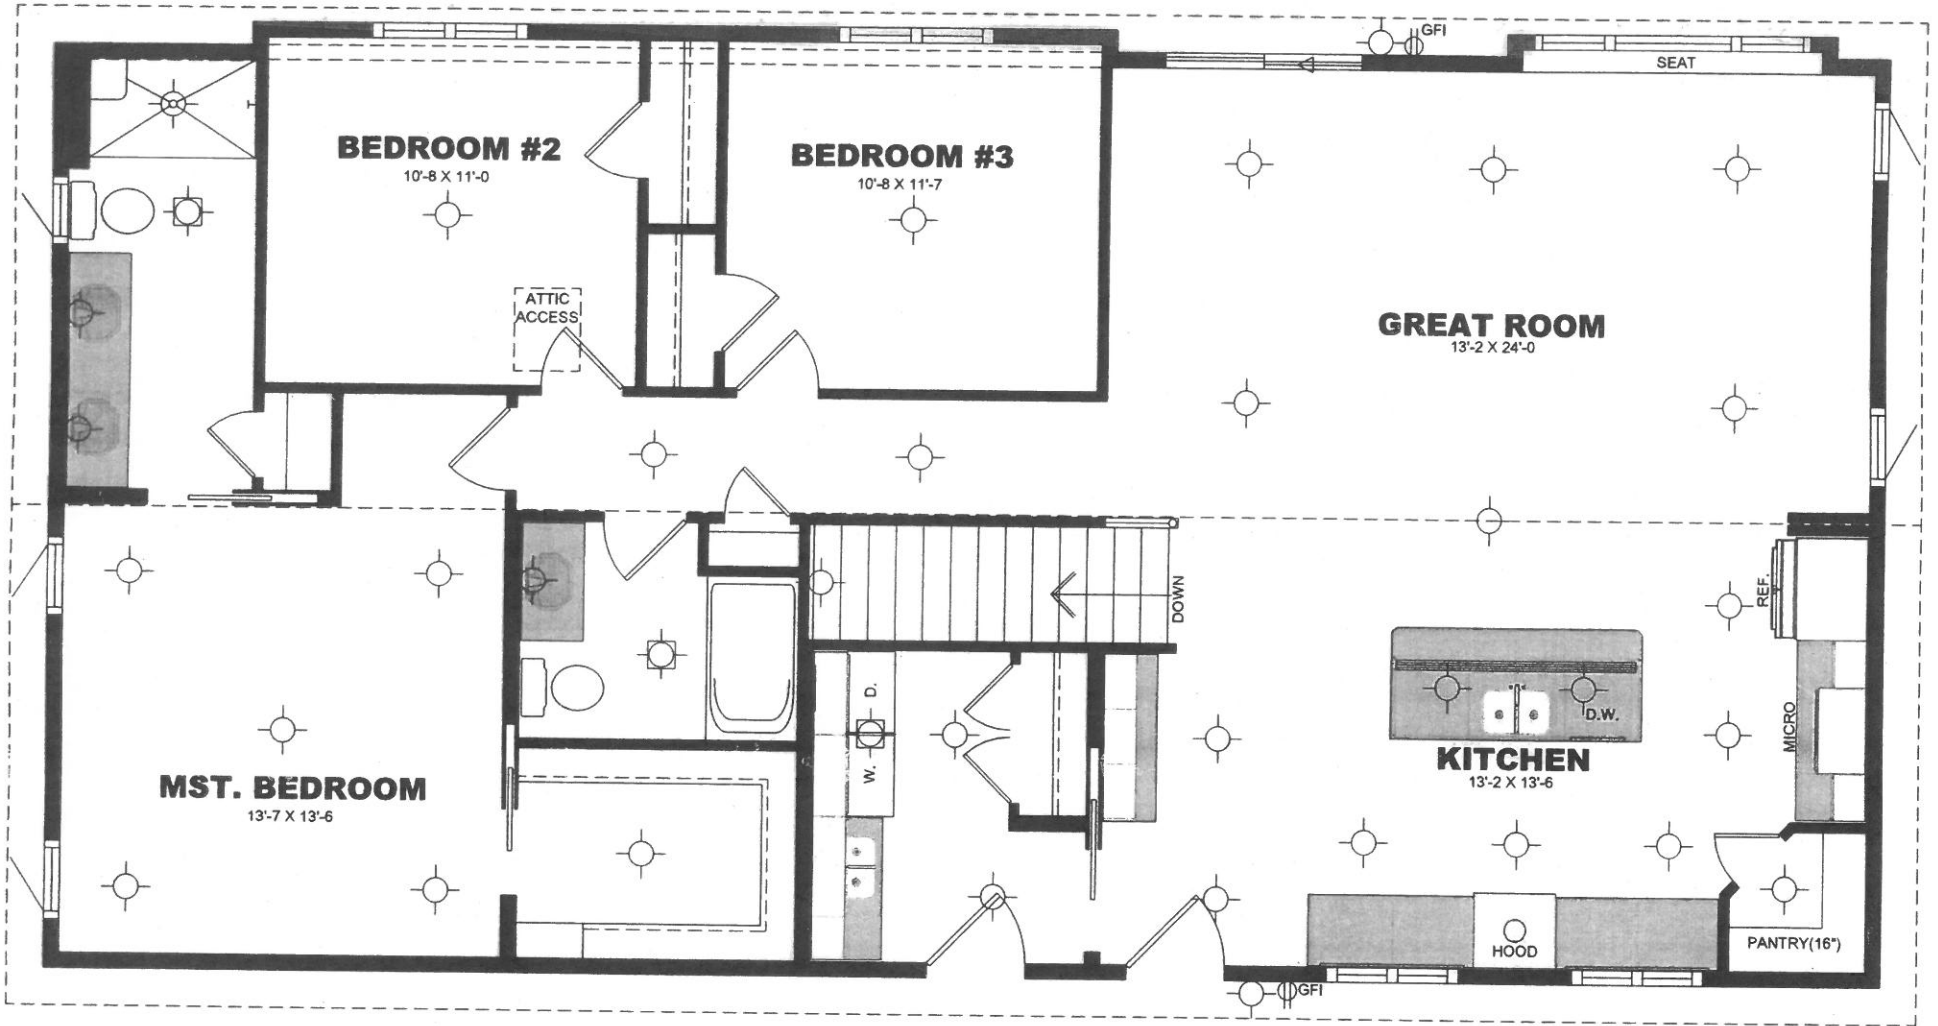 GFI
SEAT
BEDROOM #2
10'-8 X 11'-0
BEDROOM #3
10'-8 X 11'-7
ATTIC
ACCESS
GREAT ROOM
13'-2 X 24'-0
DOWN
REF.
D.
W.
D.W.
MICRO
KITCHEN
13'-2 X 13'-6
MST. BEDROOM
13'-7 X 13'-6
HOOD
PANTRY(16")
GFI